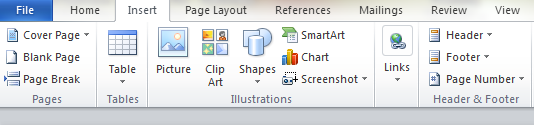 File Home Insert Page Layout References Mailings Review View
Cover Page
Blank Page
Page Break
Pages
Table
Tables
Picture
Clip
Art
Shapes
SmartArt
Chart
Screenshot
Illustrations
Links
Header
Footer
Page Number
Header & Footer